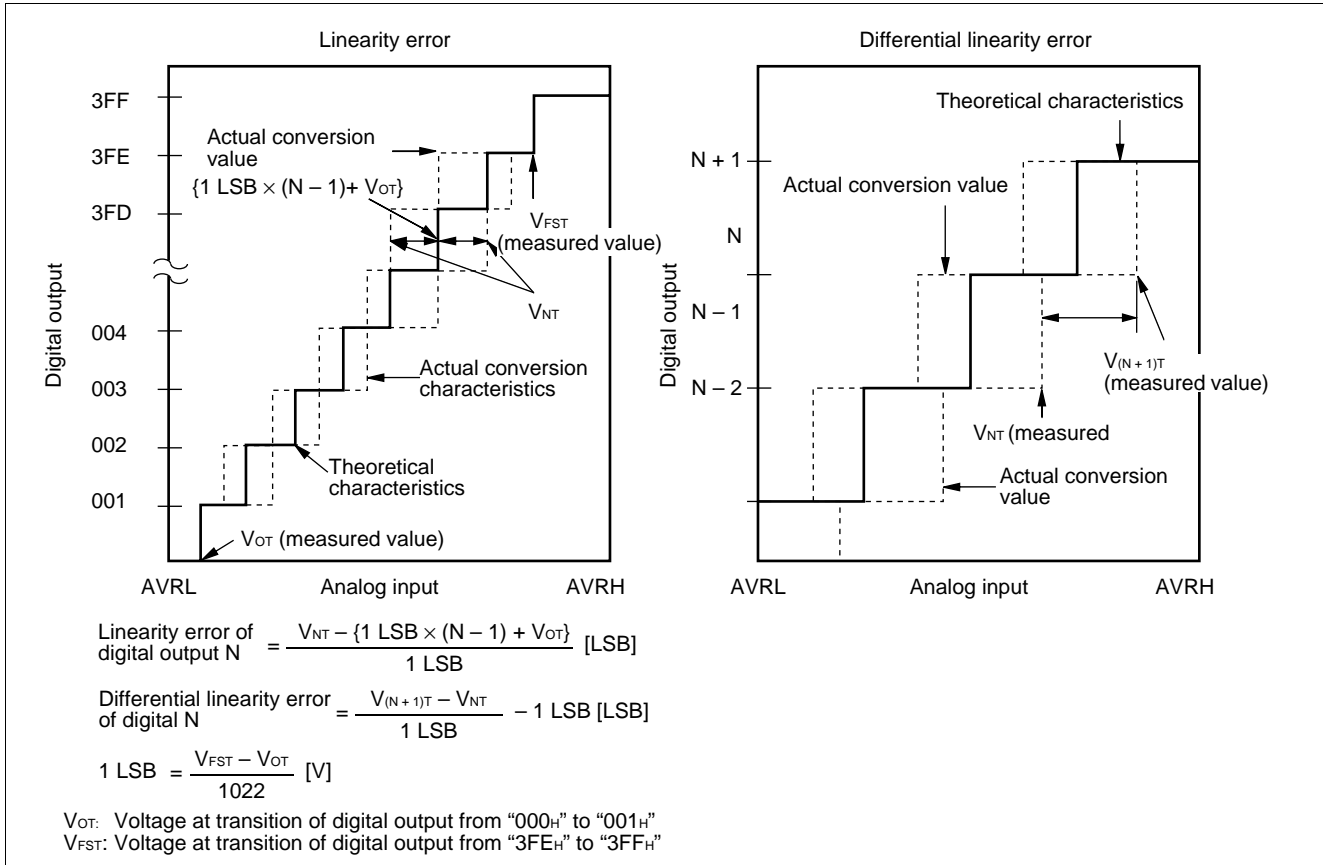 Linearity error
3FF
3FE
3FD
004
003
002
001
Digital output
Actual conversion
value
{1 LSB × (N – 1)+ VOT}
VFST
(measured value)
VNT
Actual conversion
characteristics
Theoretical
characteristics
VOT (measured value)
AVRL
Analog input
AVRH
Differential linearity error
Theoretical characteristics
Actual conversion value
N + 1
N
N – 1
N – 2
Digital output
V(N + 1)T
(measured value)
VNT (measured
Actual conversion
value
AVRL
Analog input
AVRH
Linearity error of
digital output N = VNT – {1 LSB × (N – 1) + VOT} / 1 LSB [LSB]
Differential linearity error
of digital N = V(N + 1)T – VNT / 1 LSB – 1 LSB [LSB]
1 LSB = VFST – VOT / 1022 [V]
VOT: Voltage at transition of digital output from “000H” to “001H”
VFST: Voltage at transition of digital output from “3FEH” to “3FFH”